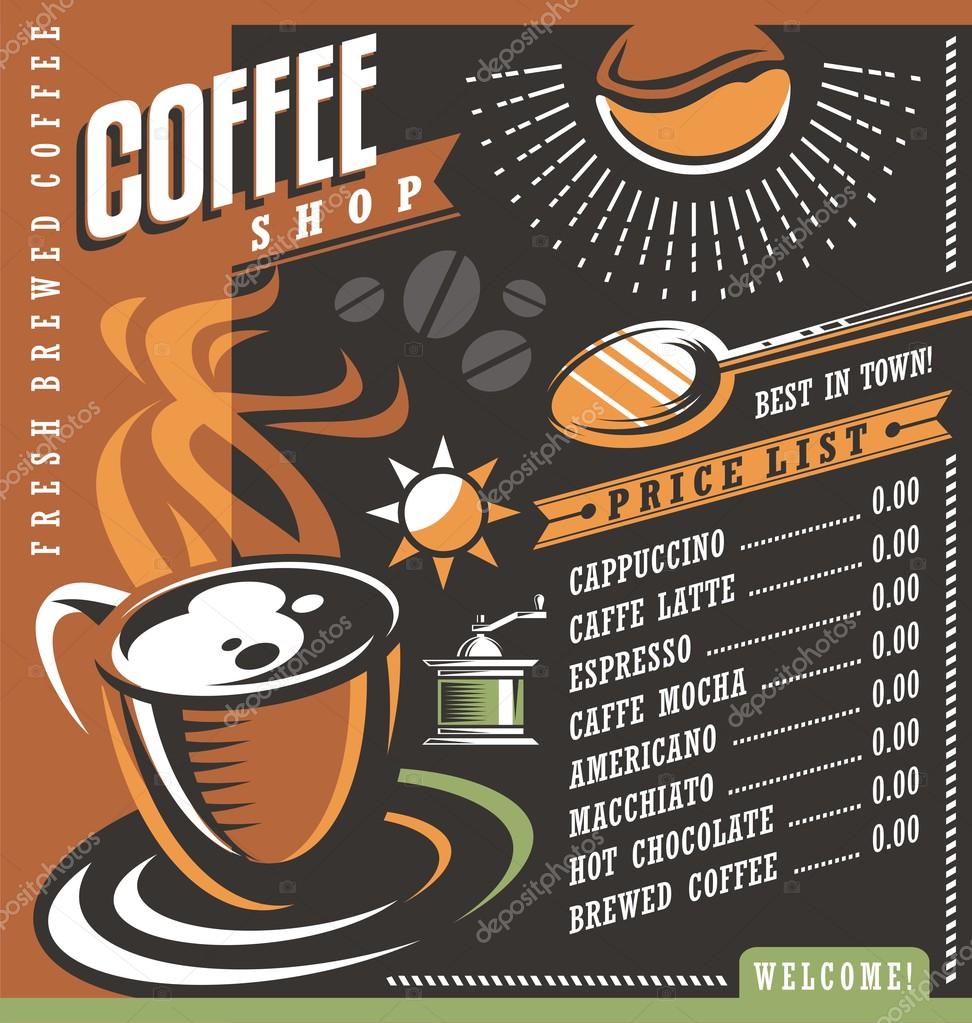 FRESH BREWED COFFEE
COFFEE
SHOP
BEST IN TOWN!
PRICE LIST
CAPPUCCINO ................ 0.00
CAFFE LATTE ............... 0.00
ESPRESSO ..................... 0.00
CAFFE MOCHA .............. 0.00
AMERICANO ................. 0.00
MACCHIATO .................. 0.00
HOT CHOCOLATE .......... 0.00
BREWED COFFEE .......... 0.00
WELCOME!
depositphotos